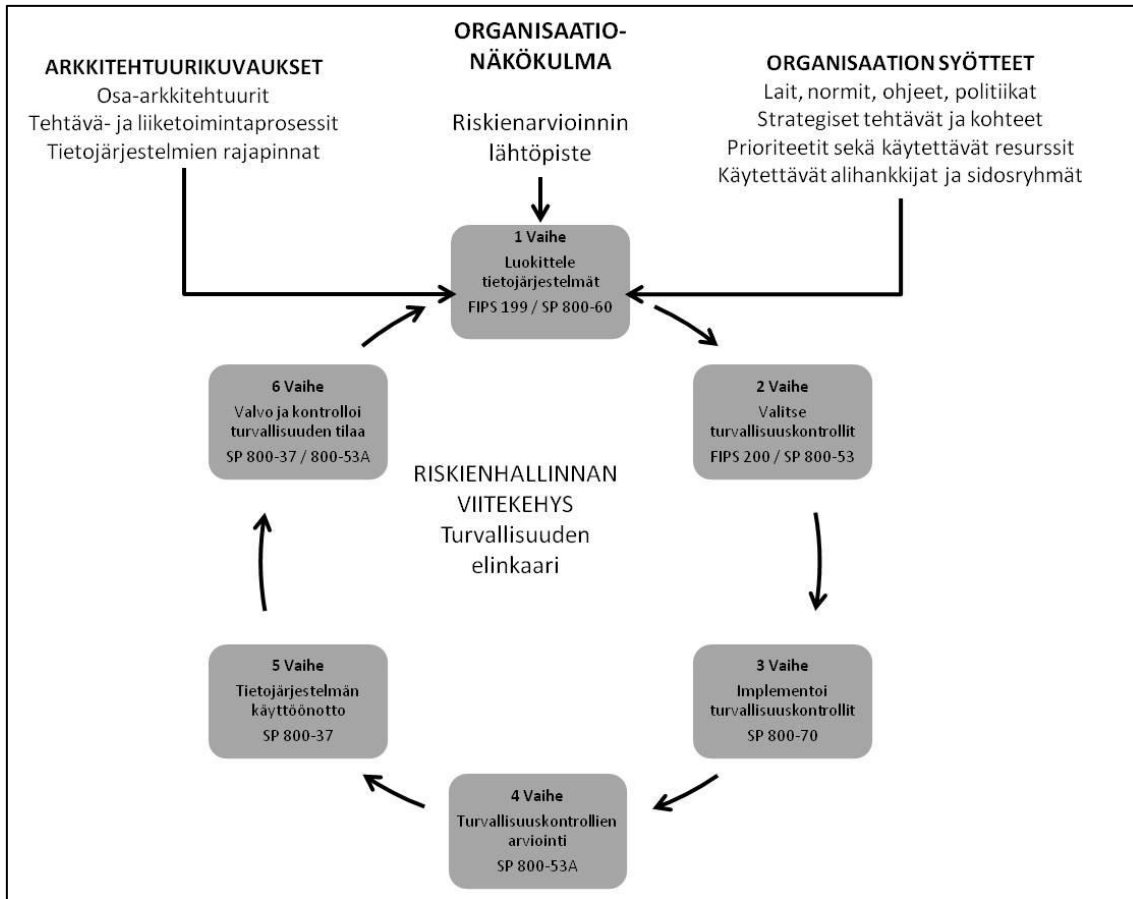 ARKKITEHTUURIKUVAUKSET
Osa-arkkitehtuurit
Tehtävä- ja liiketoimintaprosessit
Tietojärjestelmien rajapinnat
ORGANISAATIO-
NÄKÖKULMA
Riskienarvioinnin
lähtöpiste
ORGANISAATION SYÖTTEET
Lait, normit, ohjeet, politiikat
Strategiset tehtävät ja kohteet
Prioriteetit sekä käytettävät resurssit
Käytettävät alihankkijat ja sidosryhmät
1 Vaihe
Luokittele
tietojärjestelmät
FIPS 199 / SP 800-60
2 Vaihe
Valitse
turvallisuuskontrollit
FIPS 200 / SP 800-53
3 Vaihe
Implementoi
turvallisuuskontrollit
SP 800-70
4 Vaihe
Turvallisuuskontrollien
arviointi
SP 800-53A
5 Vaihe
Tietojärjestelmän
käyttöönotto
SP 800-37
6 Vaihe
Valvo ja kontrolloi
turvallisuuden tilaa
SP 800-37 / 800-53A
RISKIENHALLINNAN
VIITEKEHYS
Turvallisuuden
elinkaari